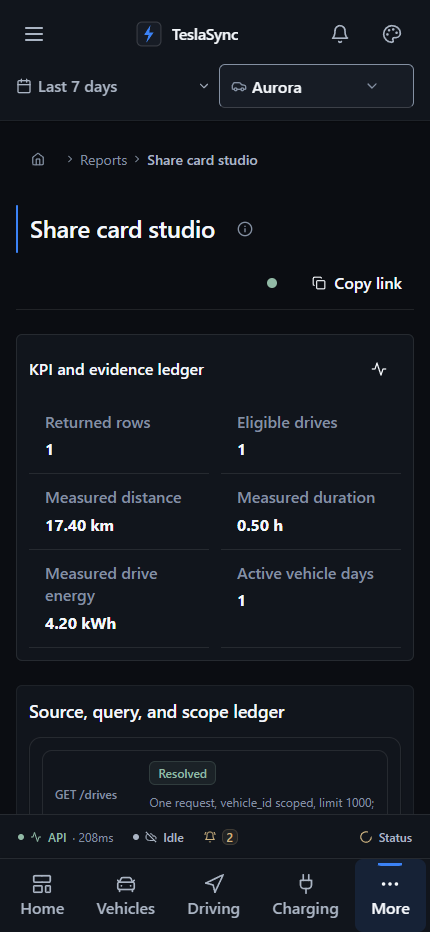 TeslaSync
Last 7 days
Aurora
Reports
Share card studio
Share card studio
Copy link
KPI and evidence ledger
Returned rows
1
Eligible drives
1
Measured distance
17.40 km
Measured duration
0.50 h
Measured drive
energy
4.20 kWh
Active vehicle days
1
Source, query, and scope ledger
GET /drives
Resolved
One request, vehicle_id scoped, limit 1000;
API · 208ms
Idle
2
Status
Home
Vehicles
Driving
Charging
More